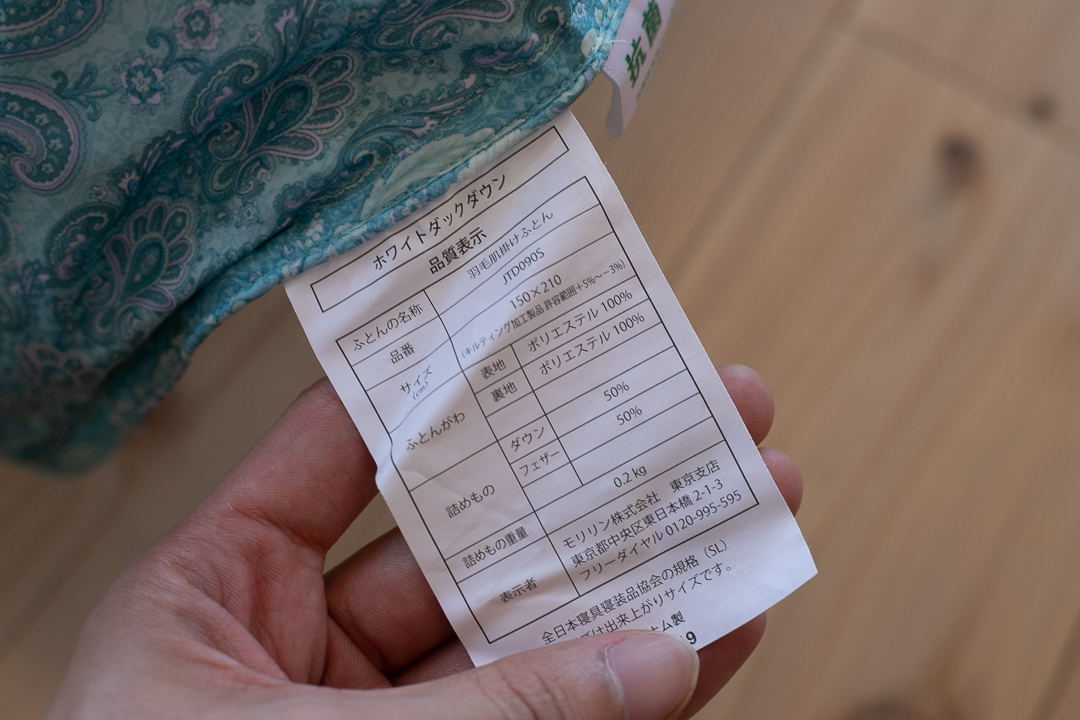 抗菌
ホワイトダックダウン
品質表示
ふとんの名称 羽毛肌掛けふとん
品番 JTD090S
サイズ(cm) 150×210
(キルティング加工製品 許容範囲+5%~-3%)
ふとんがわ 表地 ポリエステル 100%
裏地 ポリエステル 100%
詰めもの ダウン 50%
フェザー 50%
詰めもの重量 0.2 kg
表示者 モリリン株式会社 東京支店
東京都中央区東日本橋 2-1-3
フリーダイヤル 0120-995-595
全日本寝具寝装品協会の規格(SL)
は出来上がりサイズです。
ム製
9